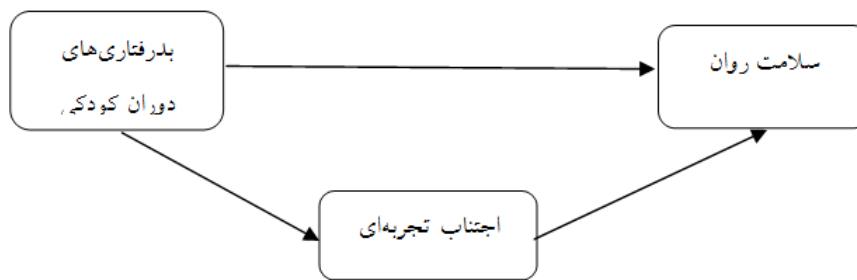 بدرفتاری‌های
دوران کودکی
سلامت روان
اجتناب تجربه‌ای